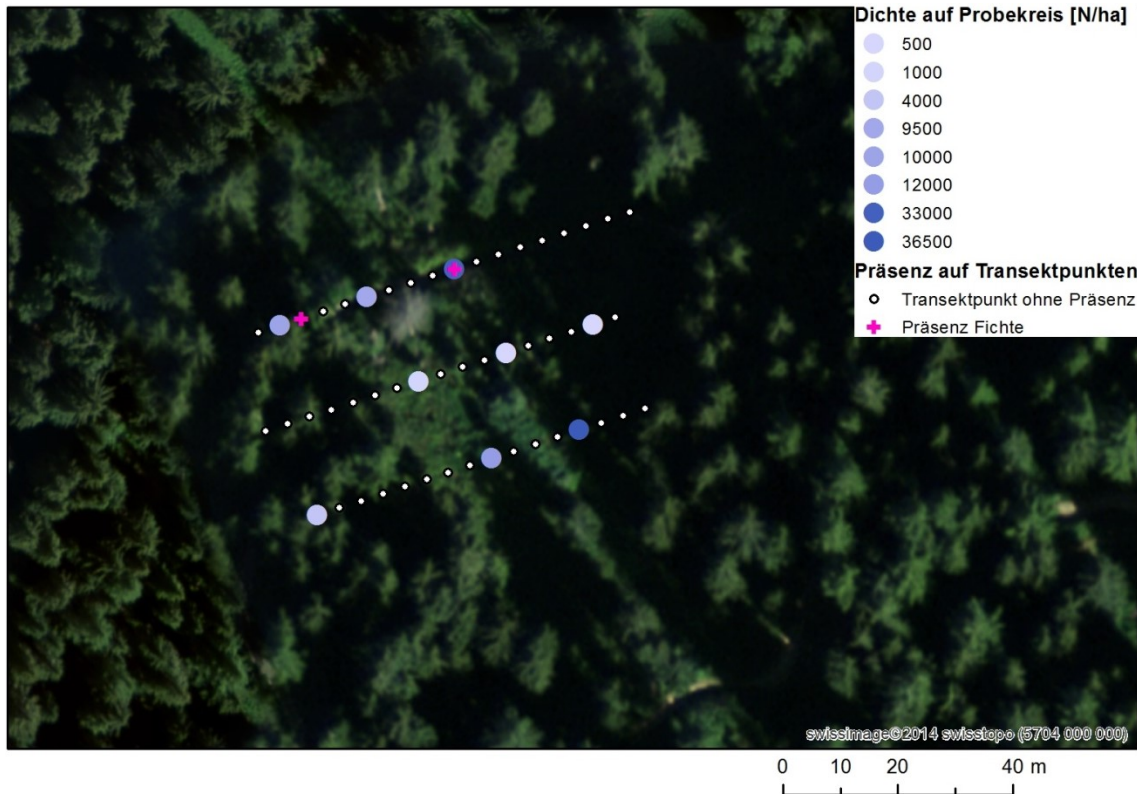 Dichte auf Probekreis [N/ha]
500
1000
4000
9500
10000
12000
33000
36500
Präsenz auf Transektpunkten
Transektpunkt ohne Präsenz
Präsenz Fichte
swissimage©2014 swisstopo (5704 000 000)
0 10 20 40 m